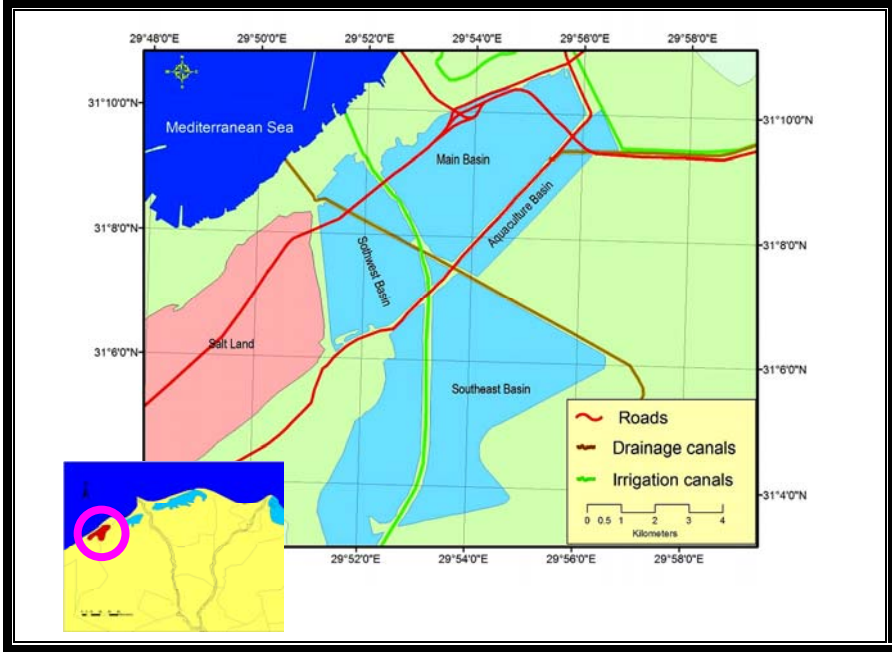 29°48'0"E 29°50'0"E 29°52'0"E 29°54'0"E 29°56'0"E 29°58'0"E
31°10'0"N
31°10'0"N
Mediterranean Sea
Main Basin
Aquaculture Basin
31°8'0"N
31°8'0"N
Sothwest Basin
Salt Land
31°6'0"N
31°6'0"N
Southeast Basin
Roads
Drainage canals
Irrigation canals
31°4'0"N
0 0.5 1 2 3 4
Kilometers
29°52'0"E 29°54'0"E 29°56'0"E 29°58'0"E